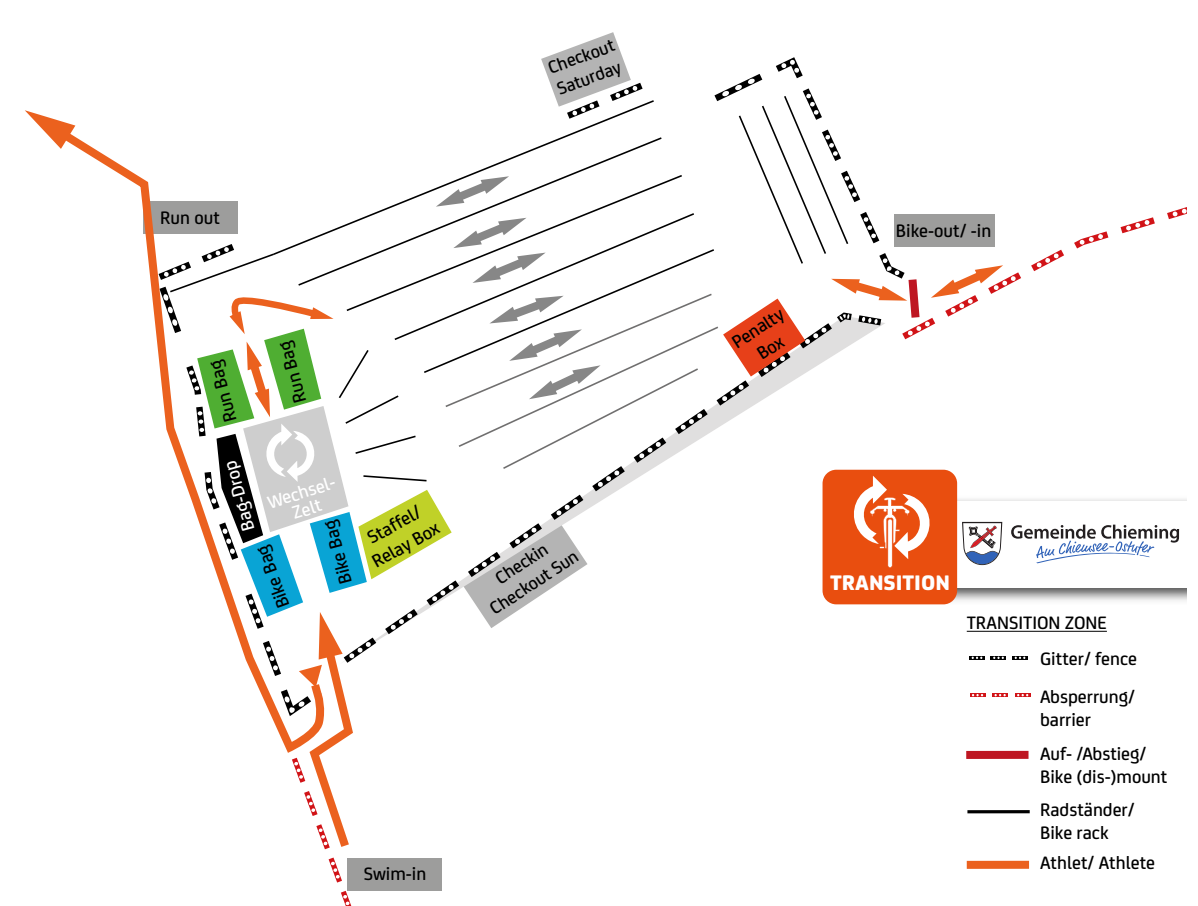 Checkout
Saturday
Run out
Bike-out/ -in
Penalty
Box
Run Bag
Run Bag
Bag-Drop
Wechsel-
Zelt
Bike Bag
Bike Bag
Staffel/
Relay Box
Checkin
Checkout Sun
Swim-in
TRANSITION
Gemeinde Chieming
Am Chiemsee-Ostufer
TRANSITION ZONE
Gitter/ fence
Absperrung/
barrier
Auf- /Abstieg/
Bike (dis-)mount
Radständer/
Bike rack
Athlet/ Athlete